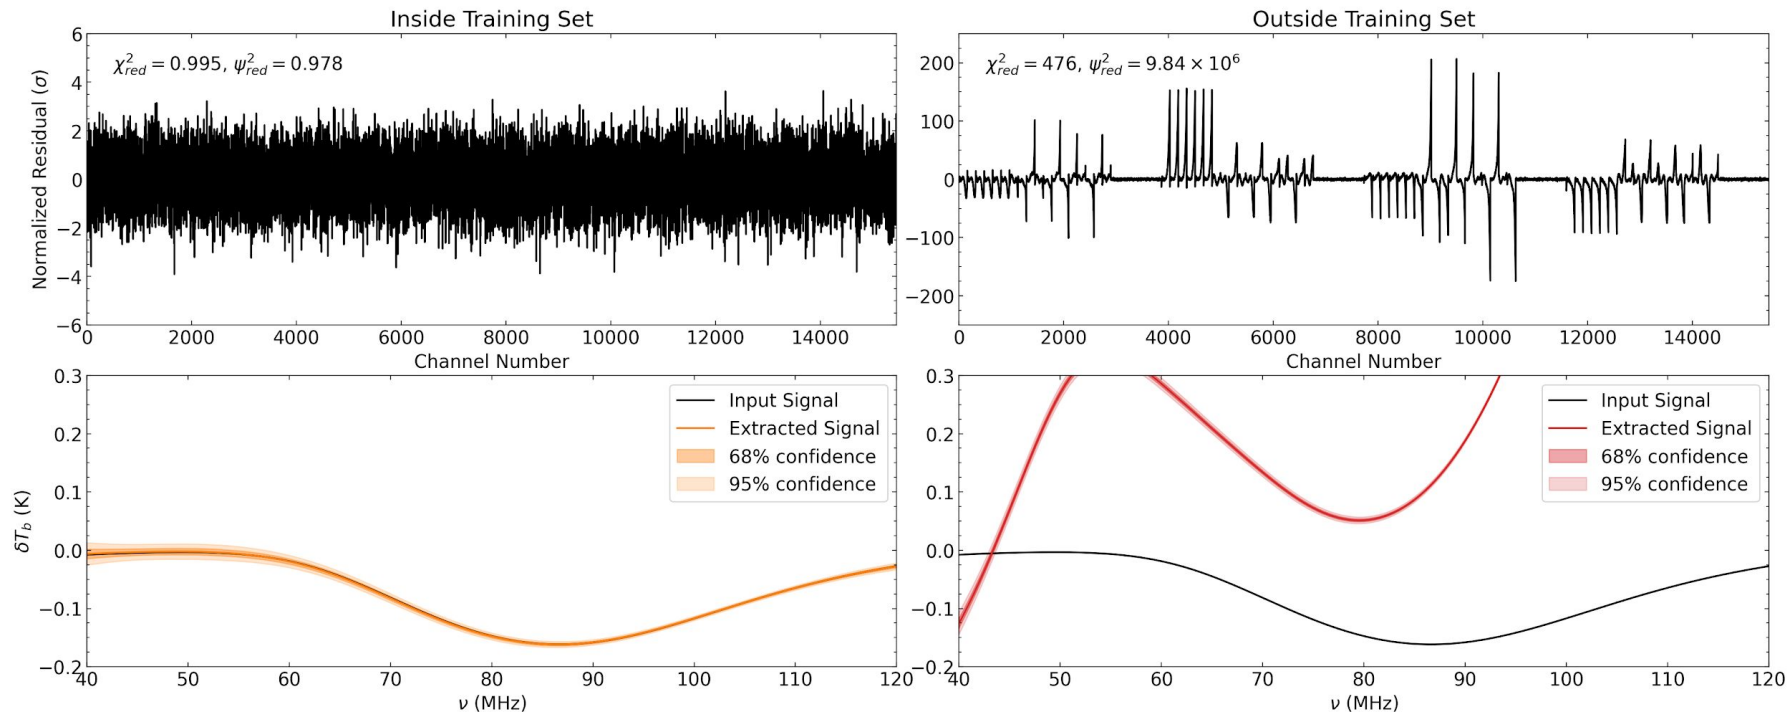 Inside Training Set
Normalized Residual (σ)
6
4
2
0
−2
−4
−6
χ²red = 0.995, ψ²red = 0.978
0 2000 4000 6000 8000 10000 12000 14000
Channel Number
Outside Training Set
200
100
0
−100
−200
χ²red = 476, ψ²red = 9.84 × 10⁶
0 2000 4000 6000 8000 10000 12000 14000
Channel Number
δTb (K)
0.3
0.2
0.1
0.0
−0.1
−0.2
Input Signal
Extracted Signal
68% confidence
95% confidence
40 50 60 70 80 90 100 110 120
ν (MHz)
0.3
0.2
0.1
0.0
−0.1
−0.2
Input Signal
Extracted Signal
68% confidence
95% confidence
40 50 60 70 80 90 100 110 120
ν (MHz)